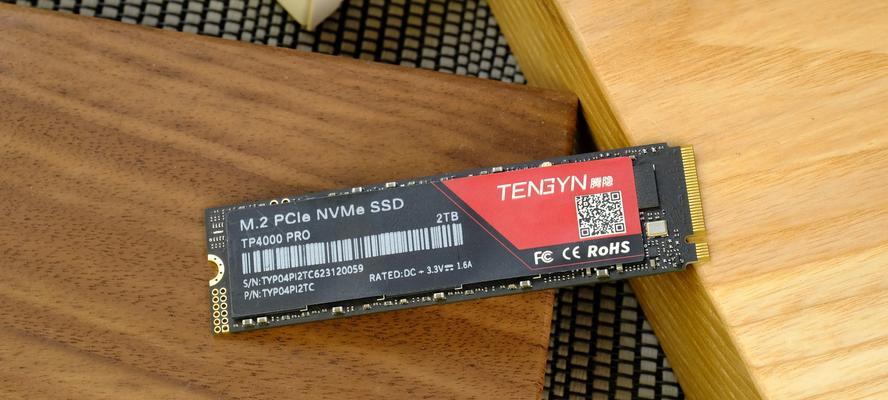 M.2 PCIe NVMe SSD
TP4000 PRO
2TB
S/N:TYP04PI2TC623120059
P/N:TYP04PI2TC
RATED:DC + 3.3V⎓ 1.6A
TENGYN 腾隐
FC CE RoHS